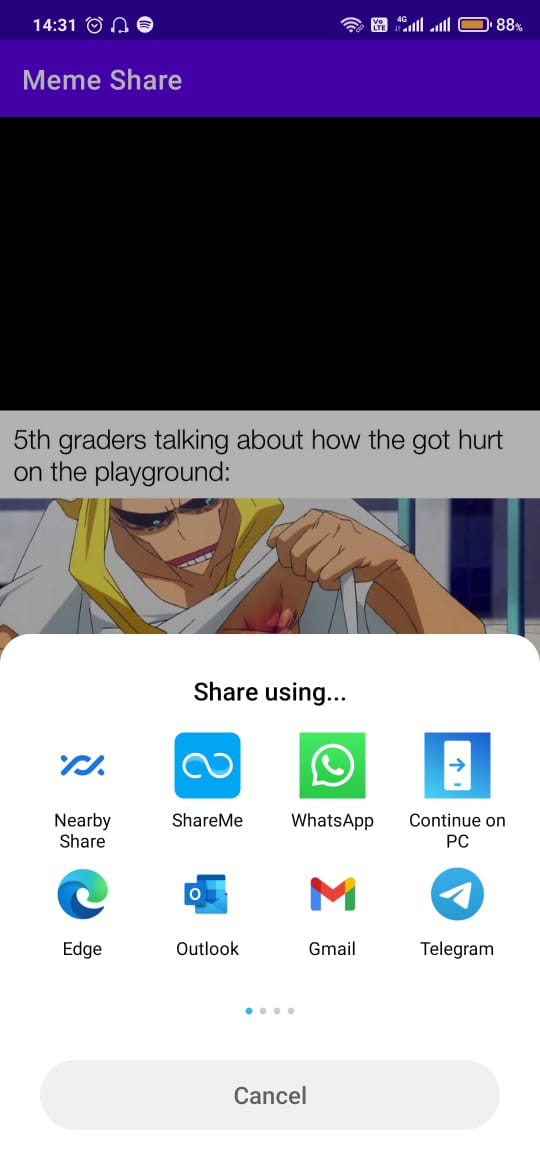 14:31
Vo
LTE
4G
88%
Meme Share
5th graders talking about how the got hurt
on the playground:
Share using...
Nearby
Share
ShareMe
WhatsApp
Continue on
PC
O
Edge
Outlook
Gmail
Telegram
Cancel